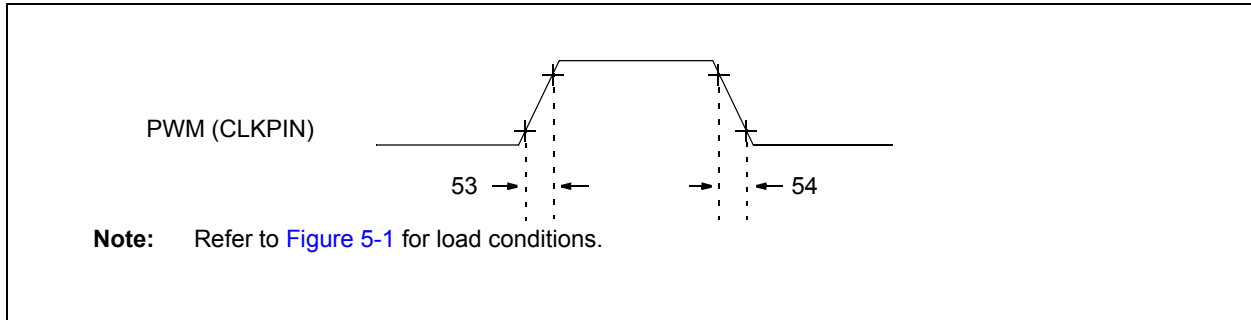 PWM (CLKPIN)
53
54
Note: Refer to Figure 5-1 for load conditions.